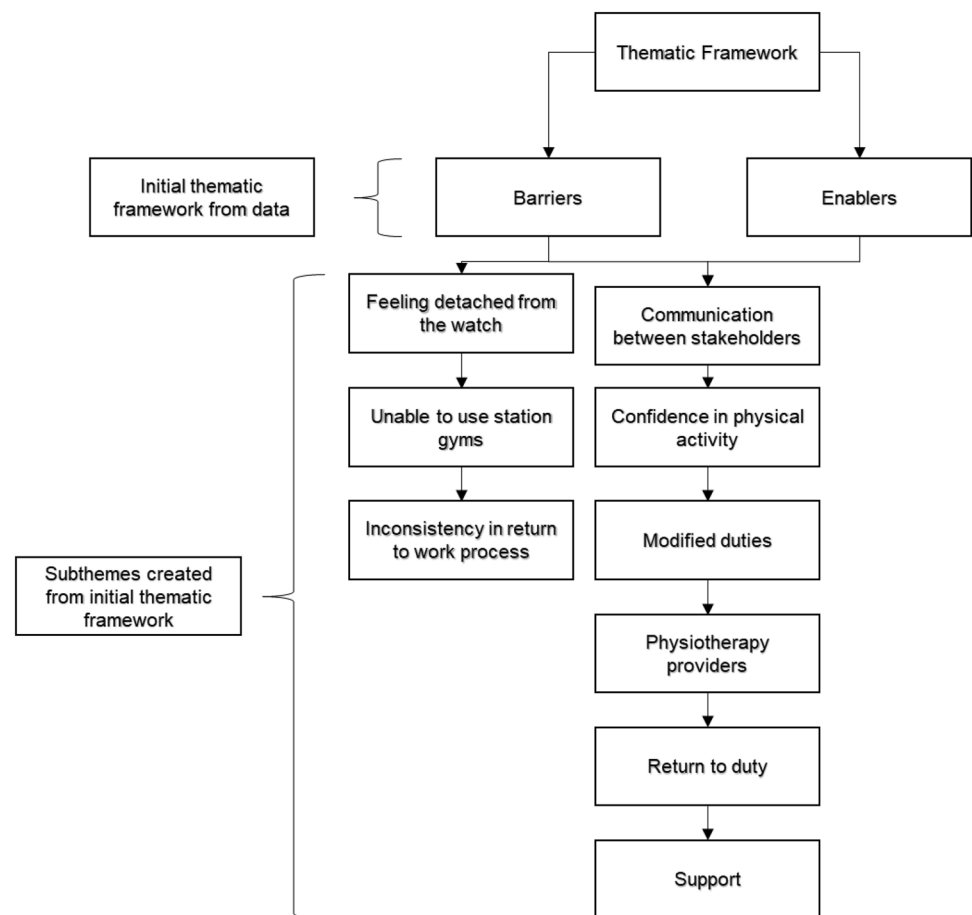 Thematic Framework
Initial thematic
framework from data
Barriers
Enablers
Feeling detached from
the watch
Communication
between stakeholders
Unable to use station
gyms
Confidence in physical
activity
Inconsistency in return
to work process
Modified duties
Subthemes created
from initial thematic
framework
Physiotherapy
providers
Return to duty
Support